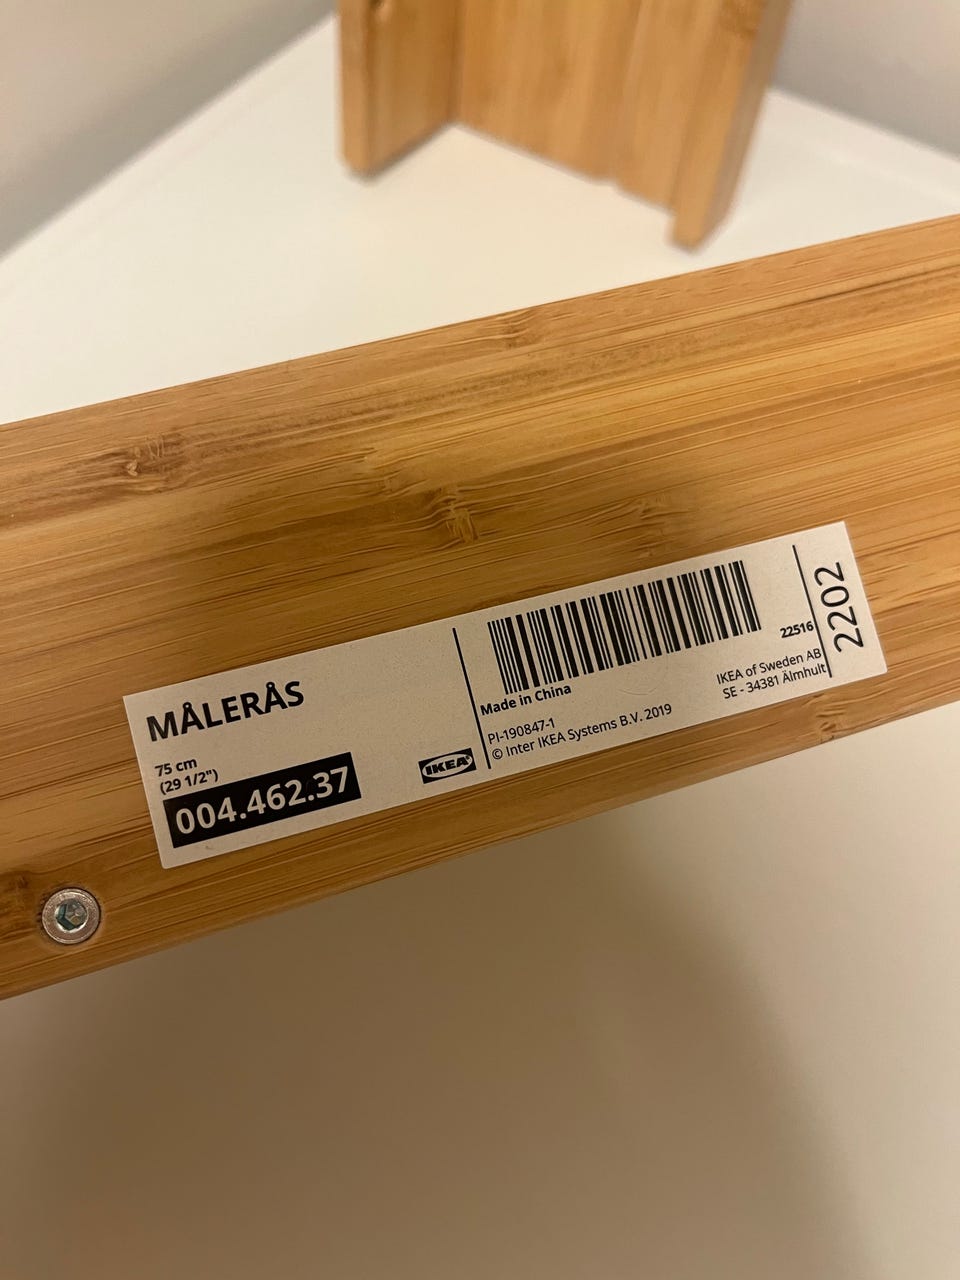 MÅLERÅS
75 cm
(29 1/2")
004.462.37
IKEA®
Made in China
PI-190847-1
© Inter IKEA Systems B.V. 2019
22516
IKEA of Sweden AB
SE - 34381 Älmhult
2202